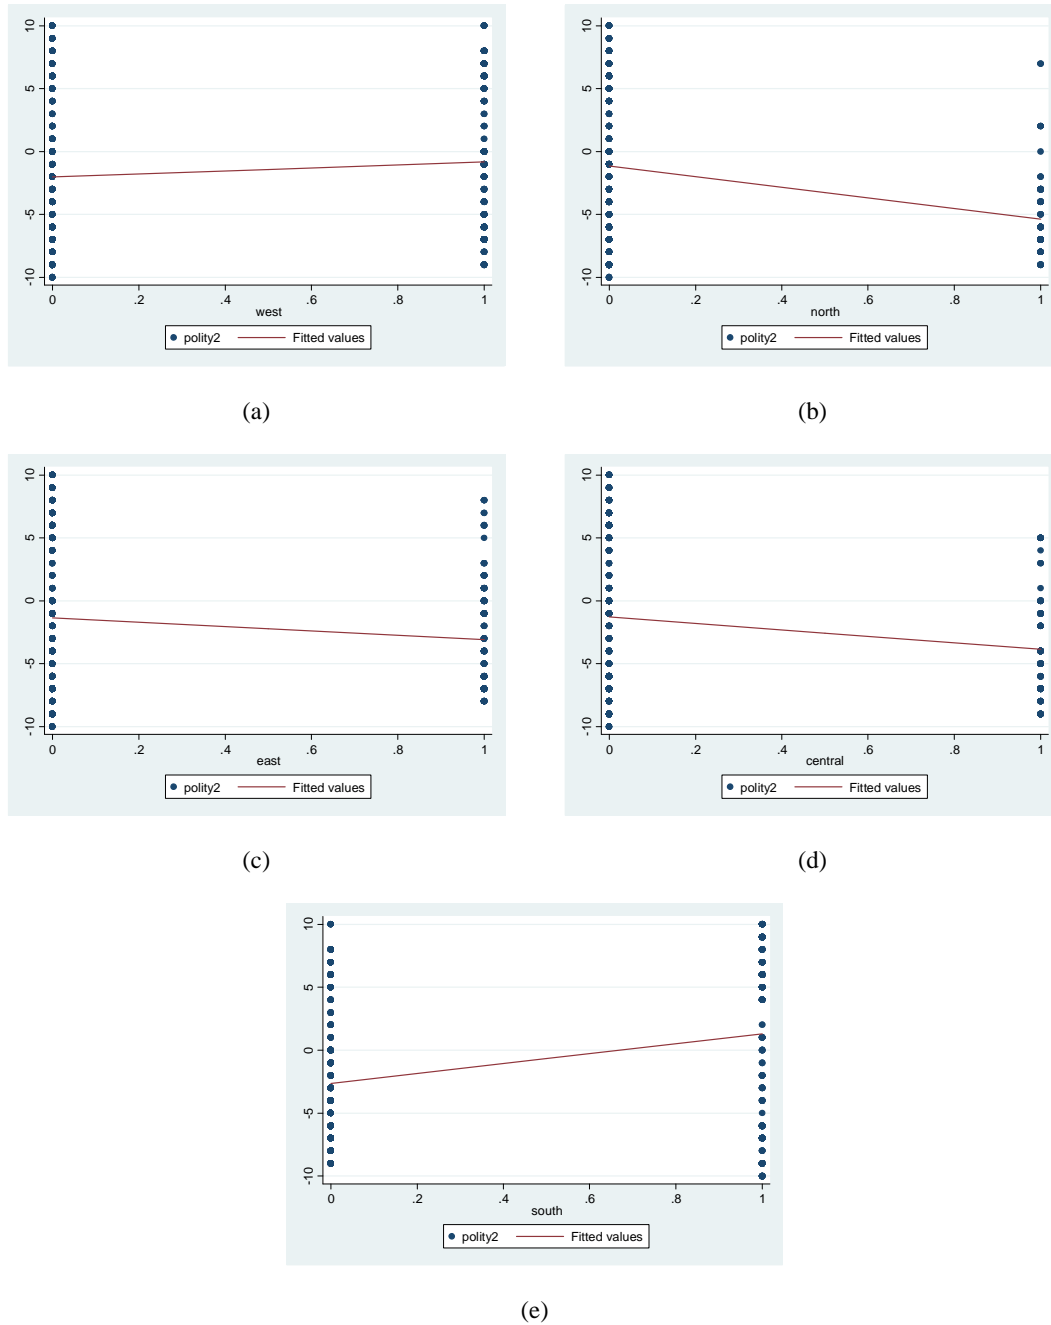 10
5
0
-5
-10
0 .2 .4 .6 .8 1
west
polity2 Fitted values
(a)
10
5
0
-5
-10
0 .2 .4 .6 .8 1
north
polity2 Fitted values
(b)
10
5
0
-5
-10
0 .2 .4 .6 .8 1
east
polity2 Fitted values
(c)
10
5
0
-5
-10
0 .2 .4 .6 .8 1
central
polity2 Fitted values
(d)
10
5
0
-5
-10
0 .2 .4 .6 .8 1
south
polity2 Fitted values
(e)